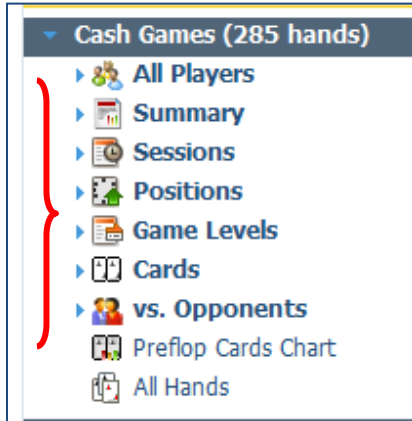 Cash Games (285 hands)
All Players
Summary
Sessions
Positions
Game Levels
Cards
vs. Opponents
Preflop Cards Chart
All Hands